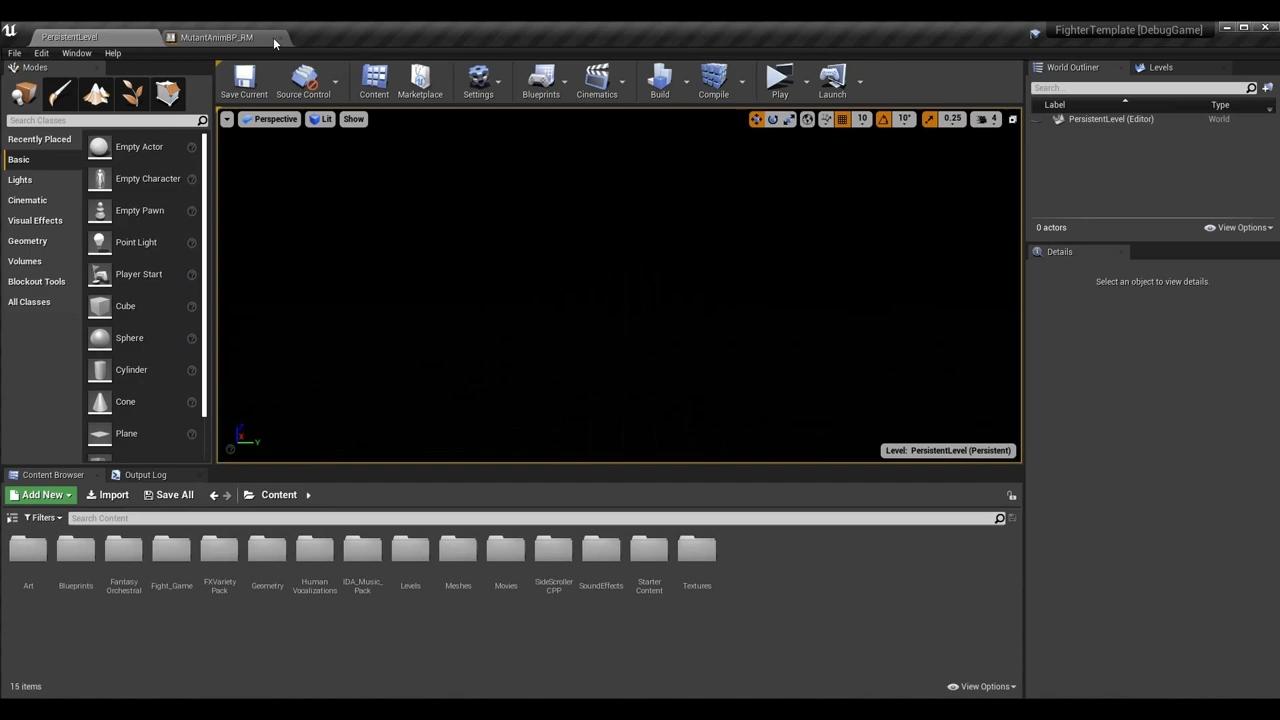 PersistentLevel
MutantAnimBP_RM
FighterTemplate [DebugGame]
File Edit Window Help
Modes
Search Classes
Recently Placed
Basic
Lights
Cinematic
Visual Effects
Geometry
Volumes
Blockout Tools
All Classes
Empty Actor
Empty Character
Empty Pawn
Point Light
Player Start
Cube
Sphere
Cylinder
Cone
Plane
Save Current
Source Control
Content
Marketplace
Settings
Blueprints
Cinematics
Build
Compile
Play
Launch
Perspective
Lit
Show
10
10°
0.25
4
Z
X
Y
Level: PersistentLevel (Persistent)
World Outliner
Levels
Search...
Label
Type
PersistentLevel (Editor)
World
0 actors
View Options
Details
Select an object to view details.
Content Browser
Output Log
Add New
Import
Save All
Content
Filters
Search Content
Art
Blueprints
Fantasy
Orchestral
Fight_Game
FXVariety
Pack
Geometry
Human
Vocalizations
IDA_Music_
Pack
Levels
Meshes
Movies
SideScroller
CPP
SoundEffects
Starter
Content
Textures
15 items
View Options